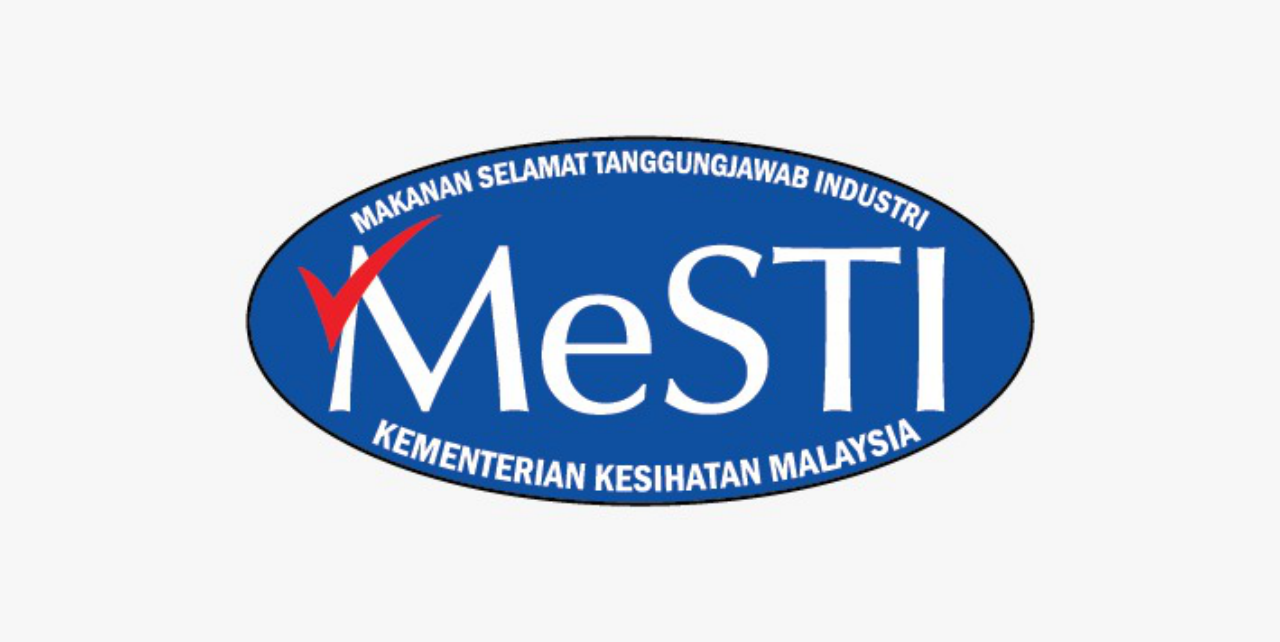 MAKANAN SELAMAT TANGGUNGJAWAB INDUSTRI
MeSTI
KEMENTERIAN KESIHATAN MALAYSIA